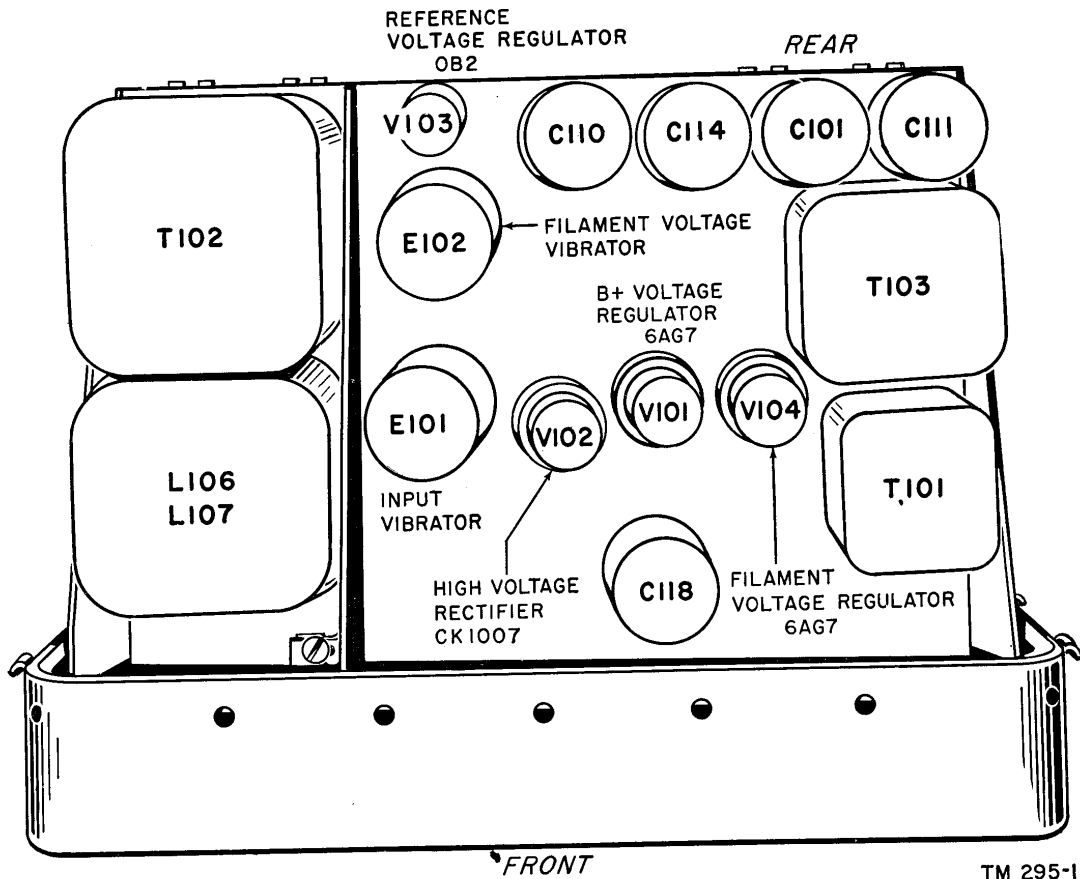 REFERENCE
VOLTAGE REGULATOR
OB2
REAR
V103
C110
C114
C101
C111
T102
E102
FILAMENT VOLTAGE
VIBRATOR
T103
B+ VOLTAGE
REGULATOR
6AG7
E101
V102
V101
V104
L106
L107
T101
INPUT
VIBRATOR
HIGH VOLTAGE
RECTIFIER
CK1007
C118
FILAMENT
VOLTAGE REGULATOR
6AG7
FRONT
TM 295-1